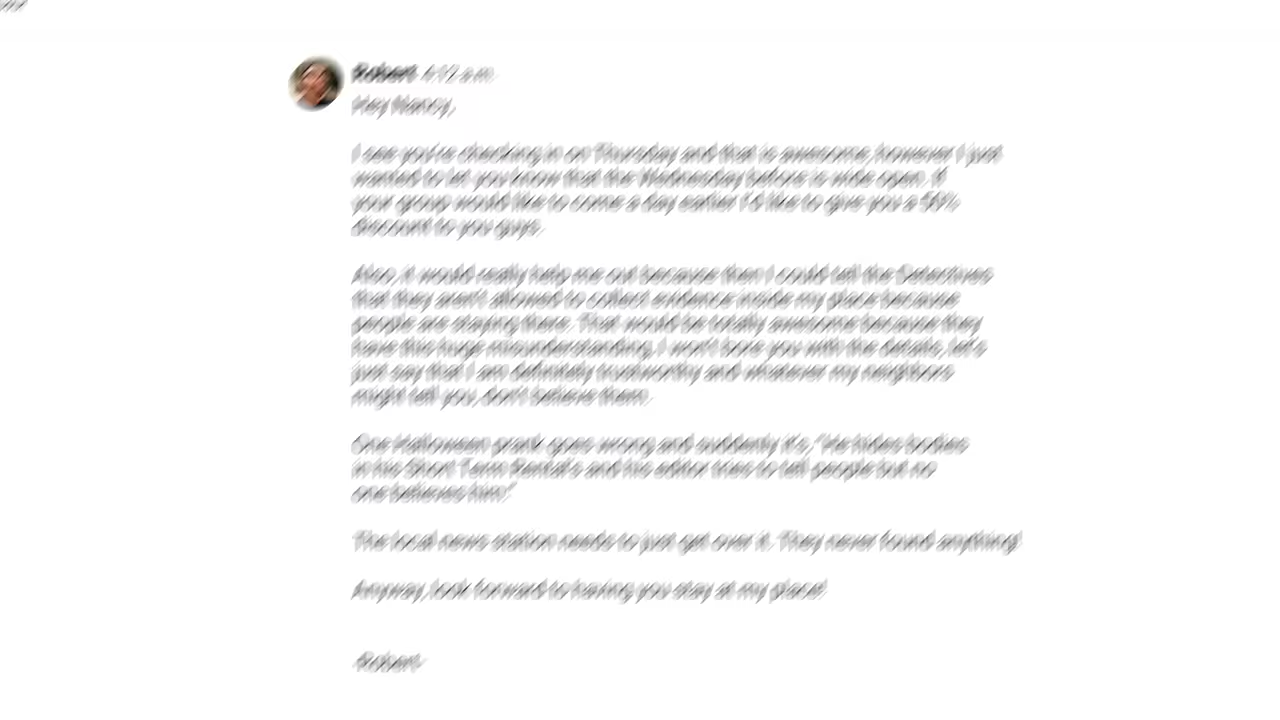 Robert 4:12 a.m.
Hey Nancy,
I see you're checking in on Thursday and that is awesome, however I just
wanted to let you know that the Wednesday before is wide open. If
your group would like to come a day earlier I'd like to give you a 50%
discount to you guys.
Also, it would really help me out because then I could tell the Detectives
that they aren't allowed to collect evidence inside my place because
people are staying there. That would be totally awesome because they
have this huge misunderstanding, I won't bore you with the details, let's
just say that I am definitely trustworthy and whatever my neighbors
might tell you, don't believe them.
One Halloween prank goes wrong and suddenly it's, "He hides bodies
in his Short Term Rentals and his editor tries to tell people but no
one believes him!"
The local news station needs to just get over it. They never found anything!
Anyway, look forward to having you stay at my place!
Robert